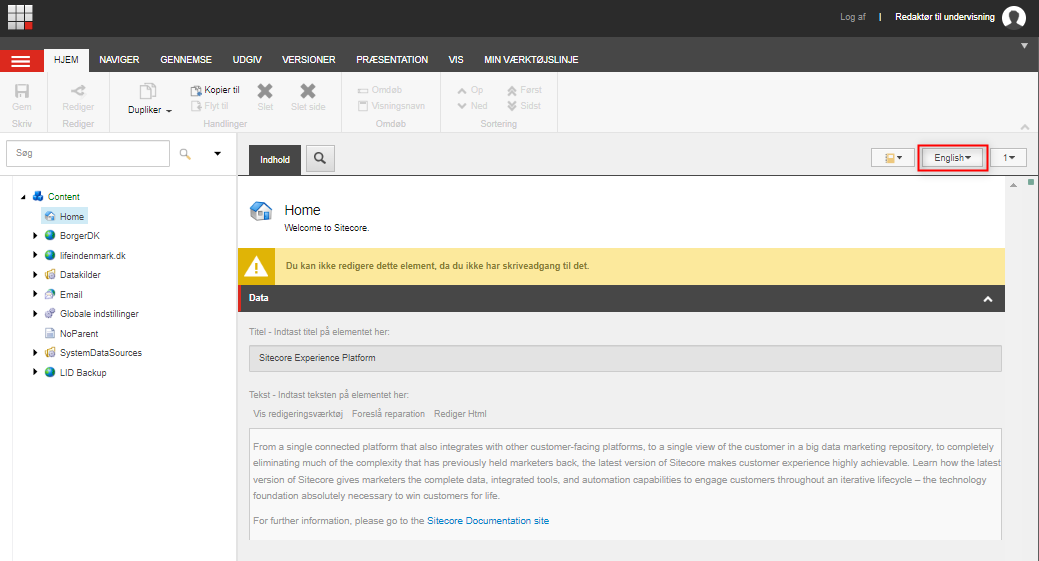 Log af | Redaktør til undervisning
HJEM NAVIGER GENNEMSE UDGIV VERSIONER PRÆSENTATION VIS MIN VÆRKTØJSLINJE
Gem Rediger Dupliker Kopier til Flyt til Slet Slet side Omdøb Visningsnavn Op Ned Først Sidst
Skriv Rediger Handlinger Omdøb Sortering
Søg
Indhold
English
1
Content
Home
BorgerDK
lifeindenmark.dk
Datakilder
Email
Globale indstillinger
NoParent
SystemDataSources
LID Backup
Home
Welcome to Sitecore.
Du kan ikke redigere dette element, da du ikke har skriveadgang til det.
Data
Titel - Indtast titel på elementet her:
Sitecore Experience Platform
Tekst - Indtast teksten på elementet her:
Vis redigeringsværktøj Foreslå reparation Rediger Html
From a single connected platform that also integrates with other customer-facing platforms, to a single view of the customer in a big data marketing repository, to completely
eliminating much of the complexity that has previously held marketers back, the latest version of Sitecore makes customer experience highly achievable. Learn how the latest
version of Sitecore gives marketers the complete data, integrated tools, and automation capabilities to engage customers throughout an iterative lifecycle – the technology
foundation absolutely necessary to win customers for life.
For further information, please go to the Sitecore Documentation site